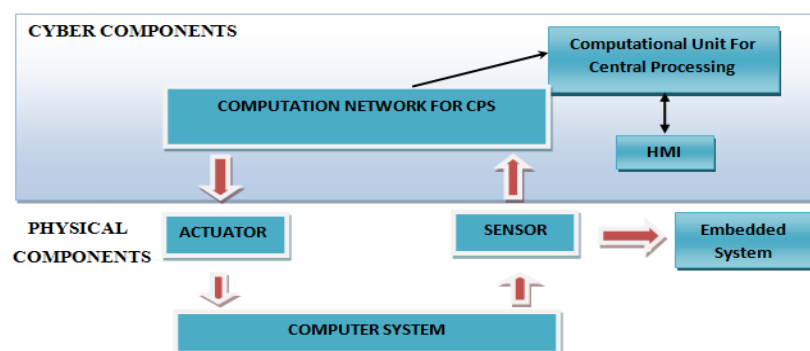 CYBER COMPONENTS
Computational Unit For
Central Processing
COMPUTATION NETWORK FOR CPS
HMI
PHYSICAL
COMPONENTS
ACTUATOR
SENSOR
Embedded
System
COMPUTER SYSTEM